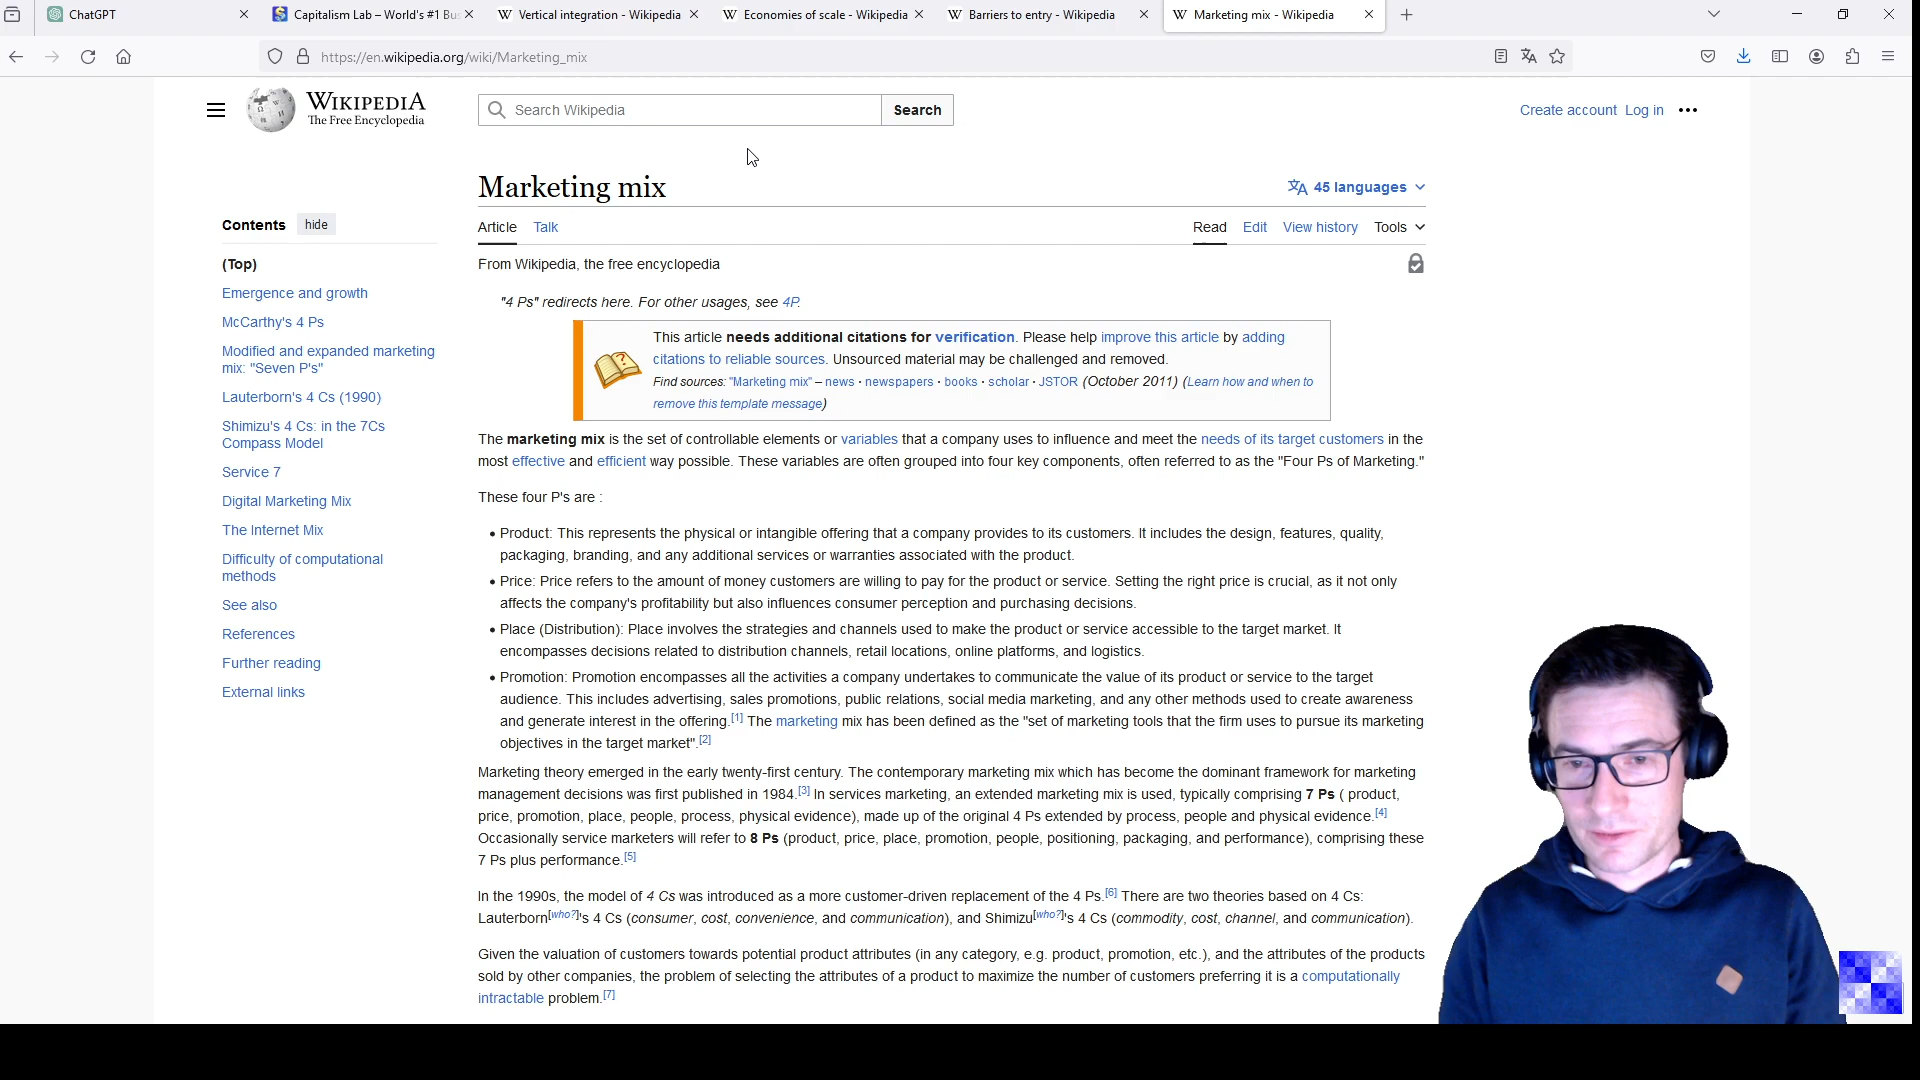 ChatGPT
Capitalism Lab – World's #1 Bus
Vertical integration - Wikipedia
Economies of scale - Wikipedia
Barriers to entry - Wikipedia
Marketing mix - Wikipedia
https://en.wikipedia.org/wiki/Marketing_mix
WIKIPEDIA
The Free Encyclopedia
Search Wikipedia
Search
Create account Log in
Marketing mix
45 languages
Contents hide
(Top)
Emergence and growth
McCarthy's 4 Ps
Modified and expanded marketing
mix: "Seven P's"
Lauterborn's 4 Cs (1990)
Shimizu's 4 Cs: in the 7Cs
Compass Model
Service 7
Digital Marketing Mix
The Internet Mix
Difficulty of computational
methods
See also
References
Further reading
External links
Article Talk
Read Edit View history Tools
From Wikipedia, the free encyclopedia
"4 Ps" redirects here. For other usages, see 4P.
This article needs additional citations for verification. Please help improve this article by adding
citations to reliable sources. Unsourced material may be challenged and removed.
Find sources: "Marketing mix" – news · newspapers · books · scholar · JSTOR (October 2011) (Learn how and when to
remove this template message)
The marketing mix is the set of controllable elements or variables that a company uses to influence and meet the needs of its target customers in the
most effective and efficient way possible. These variables are often grouped into four key components, often referred to as the "Four Ps of Marketing."
These four P's are :
• Product: This represents the physical or intangible offering that a company provides to its customers. It includes the design, features, quality,
packaging, branding, and any additional services or warranties associated with the product.
• Price: Price refers to the amount of money customers are willing to pay for the product or service. Setting the right price is crucial, as it not only
affects the company's profitability but also influences consumer perception and purchasing decisions.
• Place (Distribution): Place involves the strategies and channels used to make the product or service accessible to the target market. It
encompasses decisions related to distribution channels, retail locations, online platforms, and logistics.
• Promotion: Promotion encompasses all the activities a company undertakes to communicate the value of its product or service to the target
audience. This includes advertising, sales promotions, public relations, social media marketing, and any other methods used to create awareness
and generate interest in the offering.[1] The marketing mix has been defined as the "set of marketing tools that the firm uses to pursue its marketing
objectives in the target market".[2]
Marketing theory emerged in the early twenty-first century. The contemporary marketing mix which has become the dominant framework for marketing
management decisions was first published in 1984.[3] In services marketing, an extended marketing mix is used, typically comprising 7 Ps ( product,
price, promotion, place, people, process, physical evidence), made up of the original 4 Ps extended by process, people and physical evidence.[4]
Occasionally service marketers will refer to 8 Ps (product, price, place, promotion, people, positioning, packaging, and performance), comprising these
7 Ps plus performance.[5]
In the 1990s, the model of 4 Cs was introduced as a more customer-driven replacement of the 4 Ps.[6] There are two theories based on 4 Cs:
Lauterborn[who?]'s 4 Cs (consumer, cost, convenience, and communication), and Shimizu[who?]'s 4 Cs (commodity, cost, channel, and communication).
Given the valuation of customers towards potential product attributes (in any category, e.g. product, promotion, etc.), and the attributes of the products
sold by other companies, the problem of selecting the attributes of a product to maximize the number of customers preferring it is a computationally
intractable problem.[7]